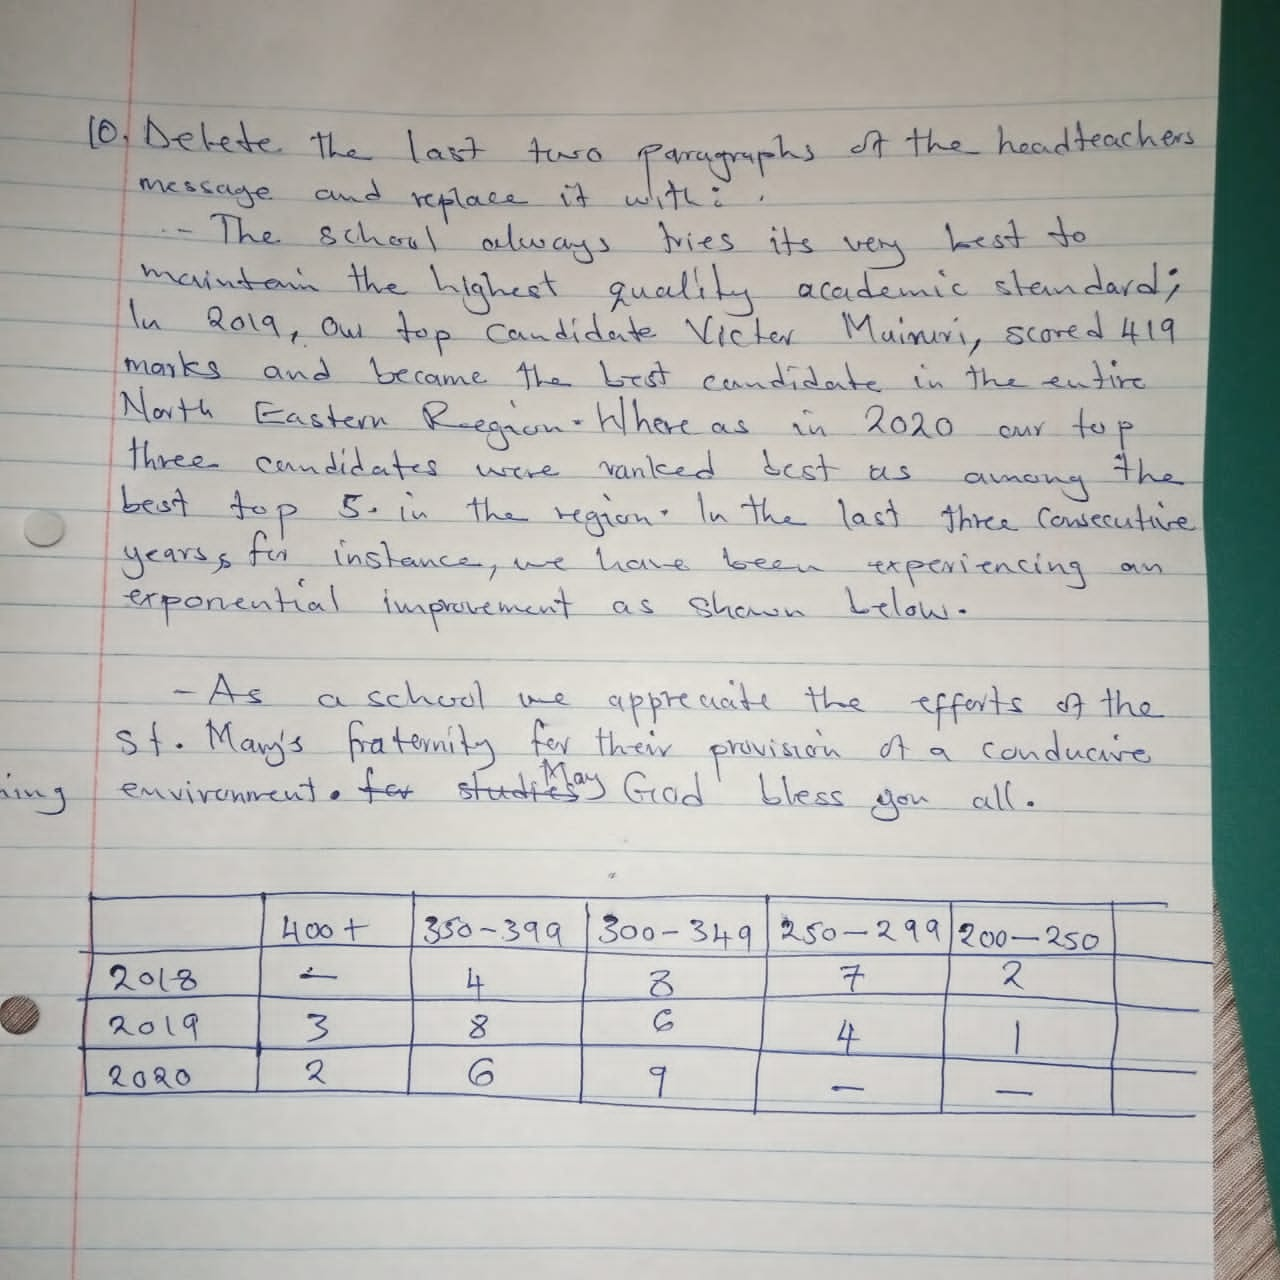 10. Delete the last two paragraphs of the headteachers
message and replace it with:
- The school always tries its very best to
maintain the highest quality academic standard;
In 2019, our top candidate Victor Muinuri, scored 419
marks and became the best candidate in the entire
North Eastern Region. Where as in 2020 our top
three candidates were ranked best as among the
best top 5. in the region. In the last three consecutive
years, for instance, we have been experiencing an
exponential improvement as shown below.
- As a school we appreciate the efforts of the
St. Mary's fraternity for their provision of a conducive
environment. for studies May God bless you all.
400+ 350-399 300-349 250-299 200-250
2018 - 4 8 7 2
2019 3 8 6 4 1
2020 2 6 9 - -